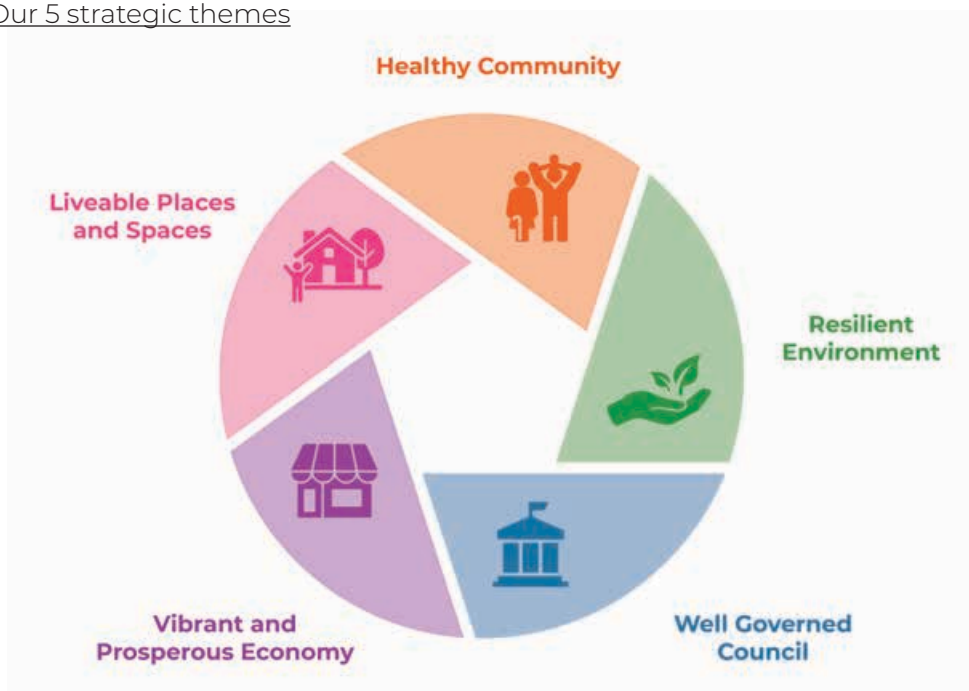 Our 5 strategic themes
Healthy Community
Liveable Places
and Spaces
Resilient
Environment
Vibrant and
Prosperous Economy
Well Governed
Council